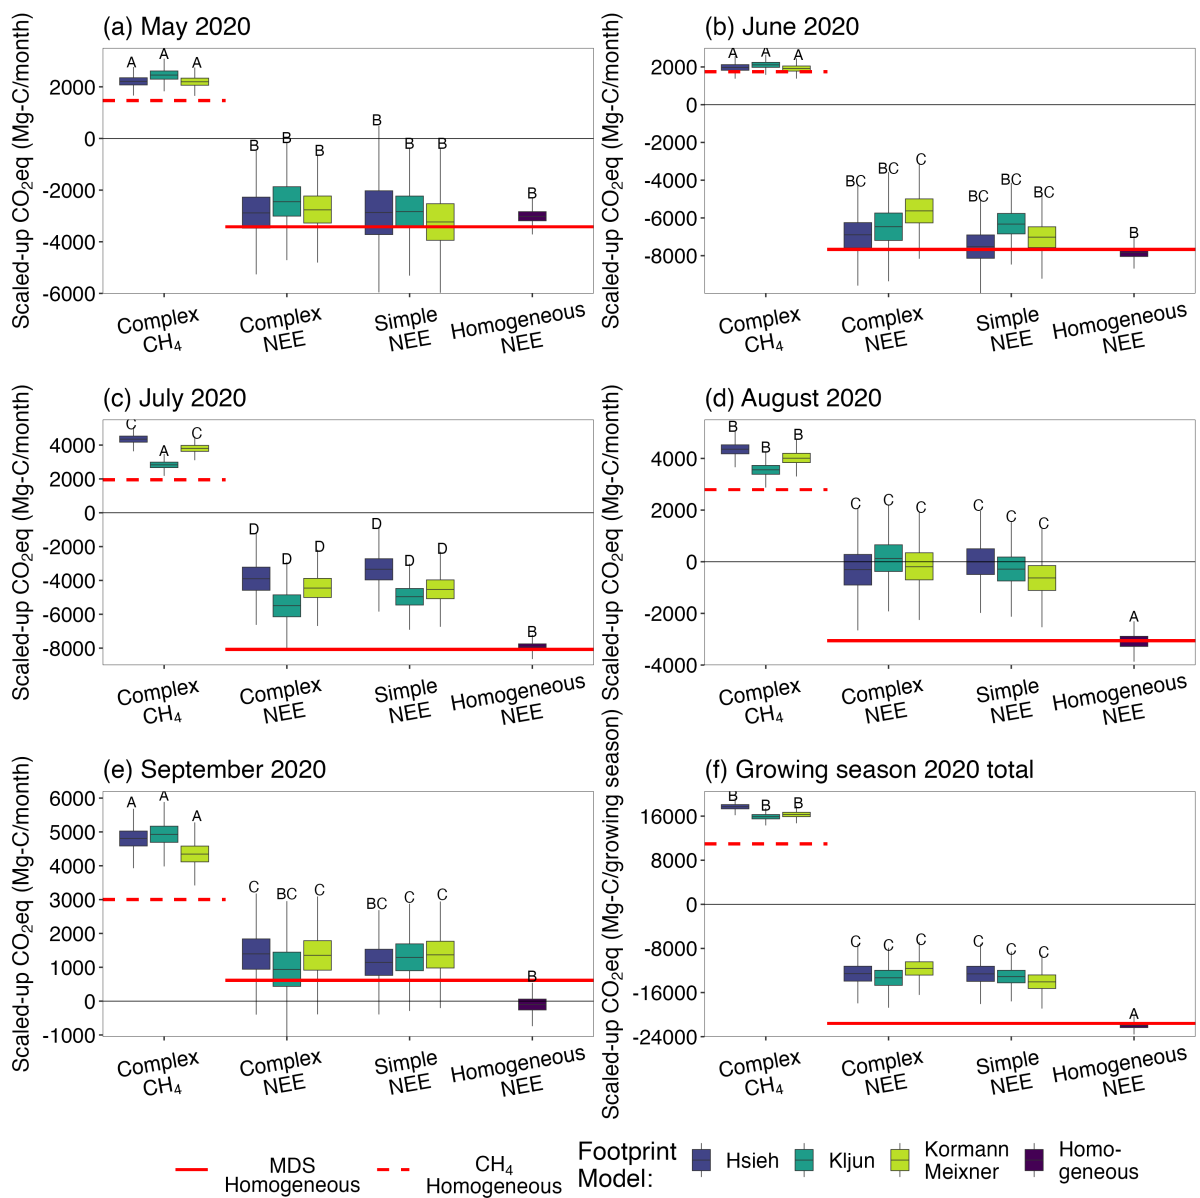 (a) May 2020
Scaled-up CO₂eq (Mg-C/month)
2000
0
-2000
-4000
-6000
A A A
B B B
B B B
B
Complex CH₄
Complex NEE
Simple NEE
Homogeneous NEE
(b) June 2020
Scaled-up CO₂eq (Mg-C/month)
2000
0
-2000
-4000
-6000
-8000
A A A
BC BC C
BC BC BC
B
Complex CH₄
Complex NEE
Simple NEE
Homogeneous NEE
(c) July 2020
Scaled-up CO₂eq (Mg-C/month)
4000
2000
0
-2000
-4000
-6000
-8000
C A C
D D D
D D D
B
Complex CH₄
Complex NEE
Simple NEE
Homogeneous NEE
(d) August 2020
Scaled-up CO₂eq (Mg-C/month)
4000
2000
0
-2000
-4000
B B B
C C C
C C C
A
Complex CH₄
Complex NEE
Simple NEE
Homogeneous NEE
(e) September 2020
Scaled-up CO₂eq (Mg-C/month)
6000
5000
4000
3000
2000
1000
0
-1000
A A A
C BC C
BC C C
B
Complex CH₄
Complex NEE
Simple NEE
Homogeneous NEE
(f) Growing season 2020 total
Scaled-up CO₂eq (Mg-C/growing season)
16000
8000
0
-8000
-16000
-24000
B B B
C C C
C C C
A
Complex CH₄
Complex NEE
Simple NEE
Homogeneous NEE
MDS
Homogeneous
CH₄
Homogeneous
Footprint
Model:
Hsieh
Kljun
Kormann
Meixner
Homo-
geneous